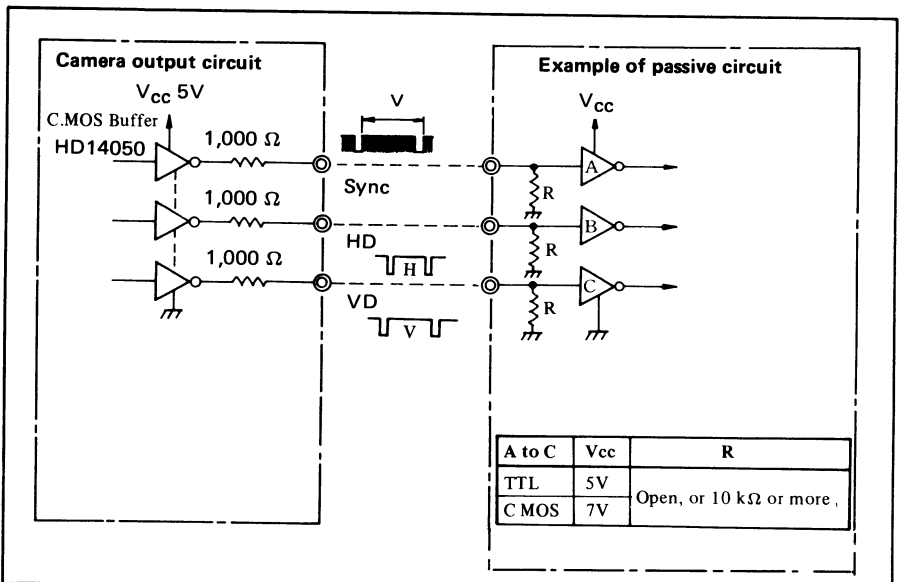 Camera output circuit
Vcc 5V
C.MOS Buffer
HD14050
1,000 Ω
1,000 Ω
1,000 Ω
V
Sync
HD
H
VD
V
Example of passive circuit
Vcc
A
R
B
R
C
R
A to C Vcc R
TTL 5V Open, or 10 kΩ or more
C MOS 7V